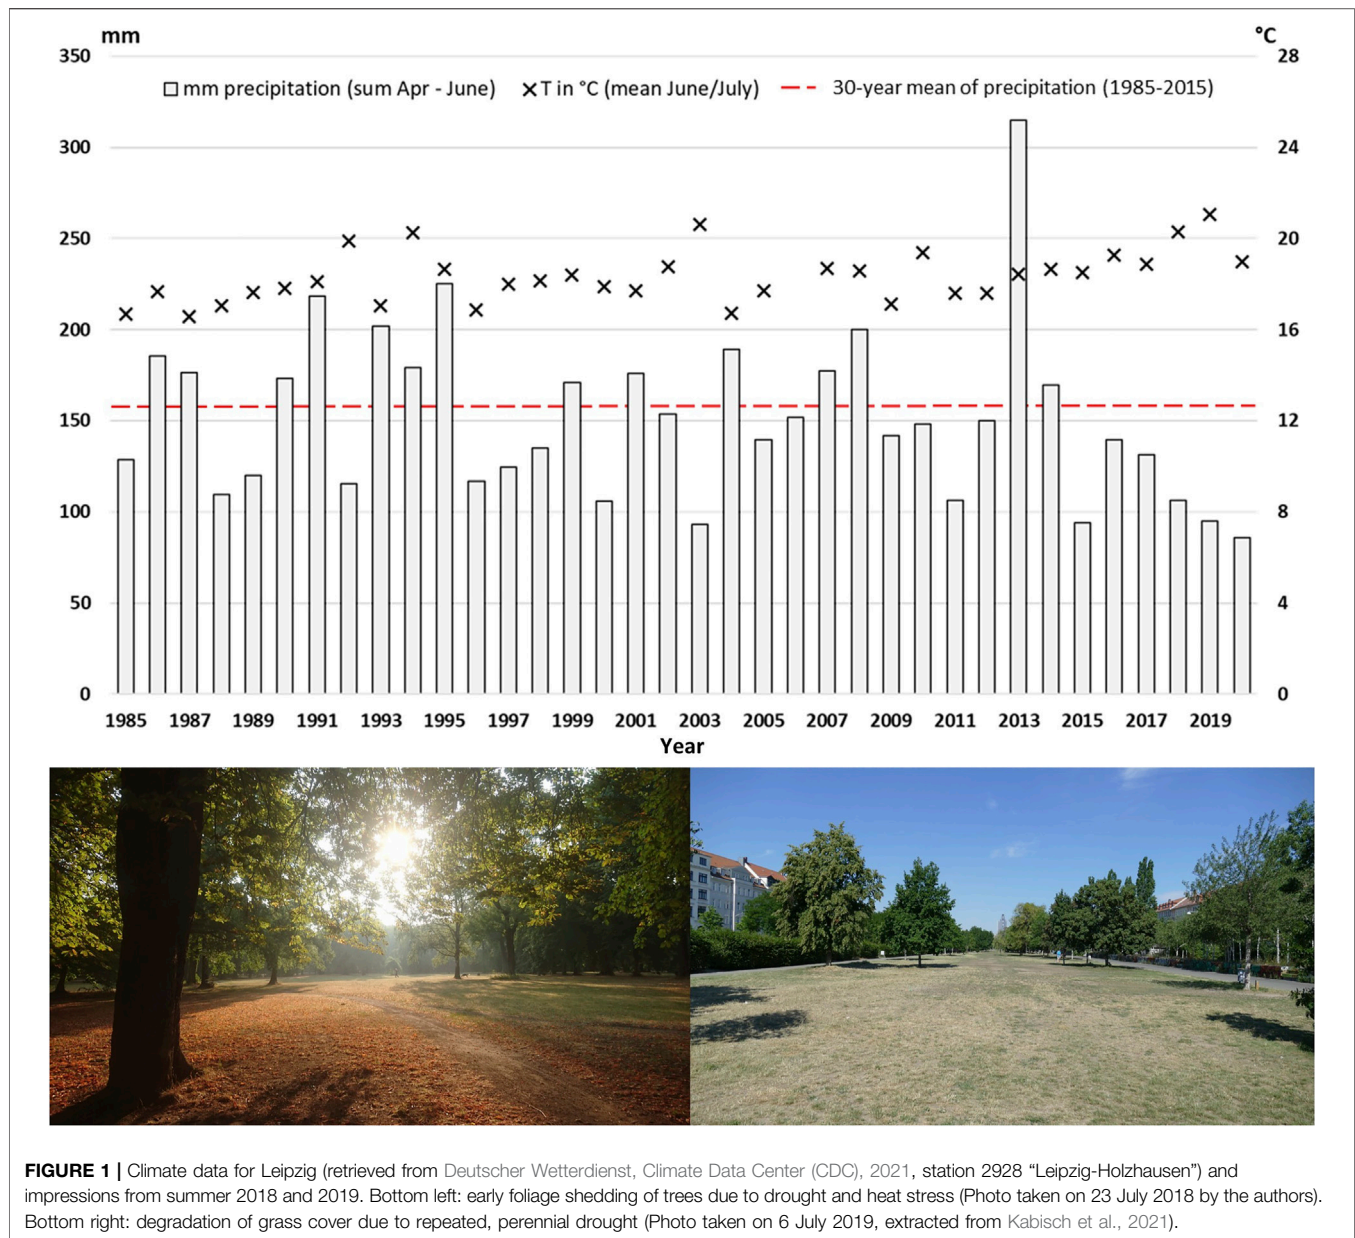 mm
°C
350
28
mm precipitation (sum Apr - June)
T in °C (mean June/July)
30-year mean of precipitation (1985-2015)
300
24
250
20
200
16
150
12
100
8
50
4
0
0
1985 1987 1989 1991 1993 1995 1997 1999 2001 2003 2005 2007 2009 2011 2013 2015 2017 2019
Year
FIGURE 1 | Climate data for Leipzig (retrieved from Deutscher Wetterdienst, Climate Data Center (CDC), 2021, station 2928 “Leipzig-Holzhausen”) and
impressions from summer 2018 and 2019. Bottom left: early foliage shedding of trees due to drought and heat stress (Photo taken on 23 July 2018 by the authors).
Bottom right: degradation of grass cover due to repeated, perennial drought (Photo taken on 6 July 2019, extracted from Kabisch et al., 2021).